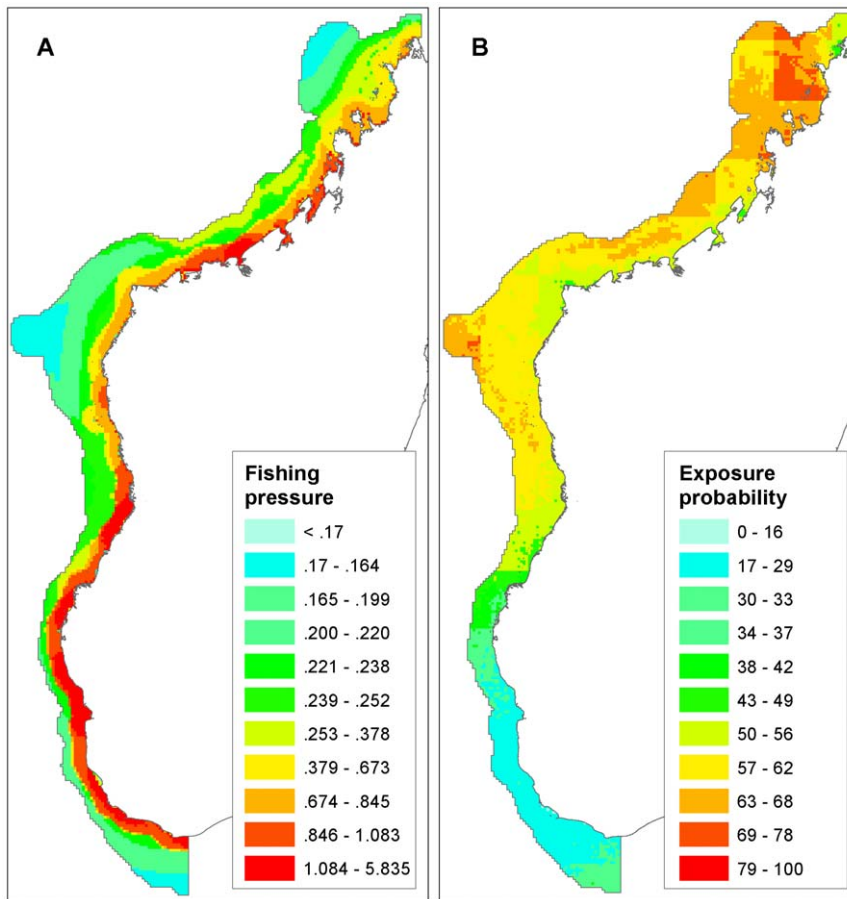 A
Fishing
pressure
< .17
.17 - .164
.165 - .199
.200 - .220
.221 - .238
.239 - .252
.253 - .378
.379 - .673
.674 - .845
.846 - 1.083
1.084 - 5.835
B
Exposure
probability
0 - 16
17 - 29
30 - 33
34 - 37
38 - 42
43 - 49
50 - 56
57 - 62
63 - 68
69 - 78
79 - 100